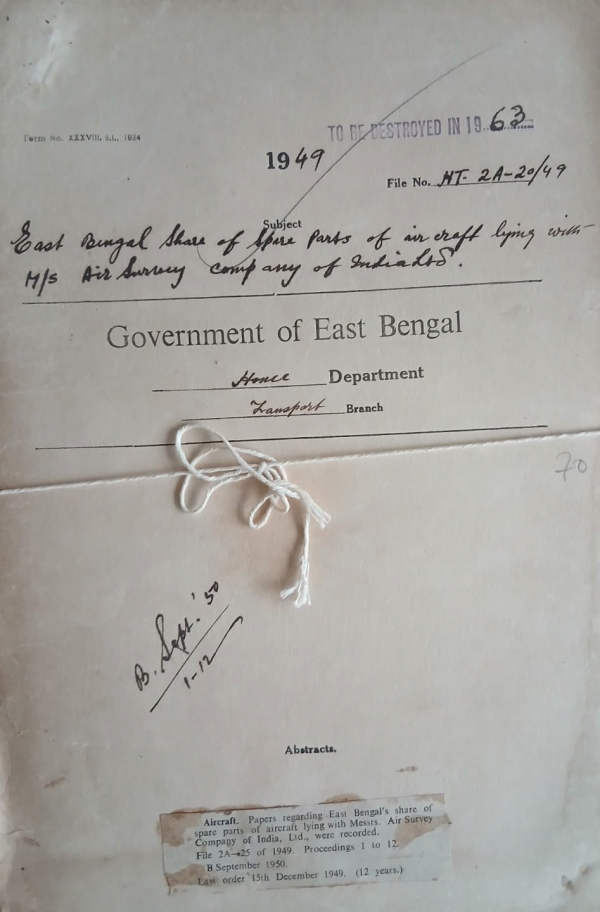 Form No. XXXVIII, S.L., 1924
TO BE DESTROYED IN 1963
1949
File No. HT- 2A-20/49
Subject
East Bengal Share of Spare Parts of air craft lying with
M/s Air Survey Company of India Ltd.
Government of East Bengal
Home Department
Transport Branch
70
B. Sept.' 50
1-12
Abstracts.
Aircraft. Papers regarding East Bengal's share of
spare parts of aircraft lying with Messrs. Air Survey
Company of India, Ltd., were recorded.
File 2A—25 of 1949. Proceedings 1 to 12.
B September 1950.
Last order 15th December 1949. (12 years.)